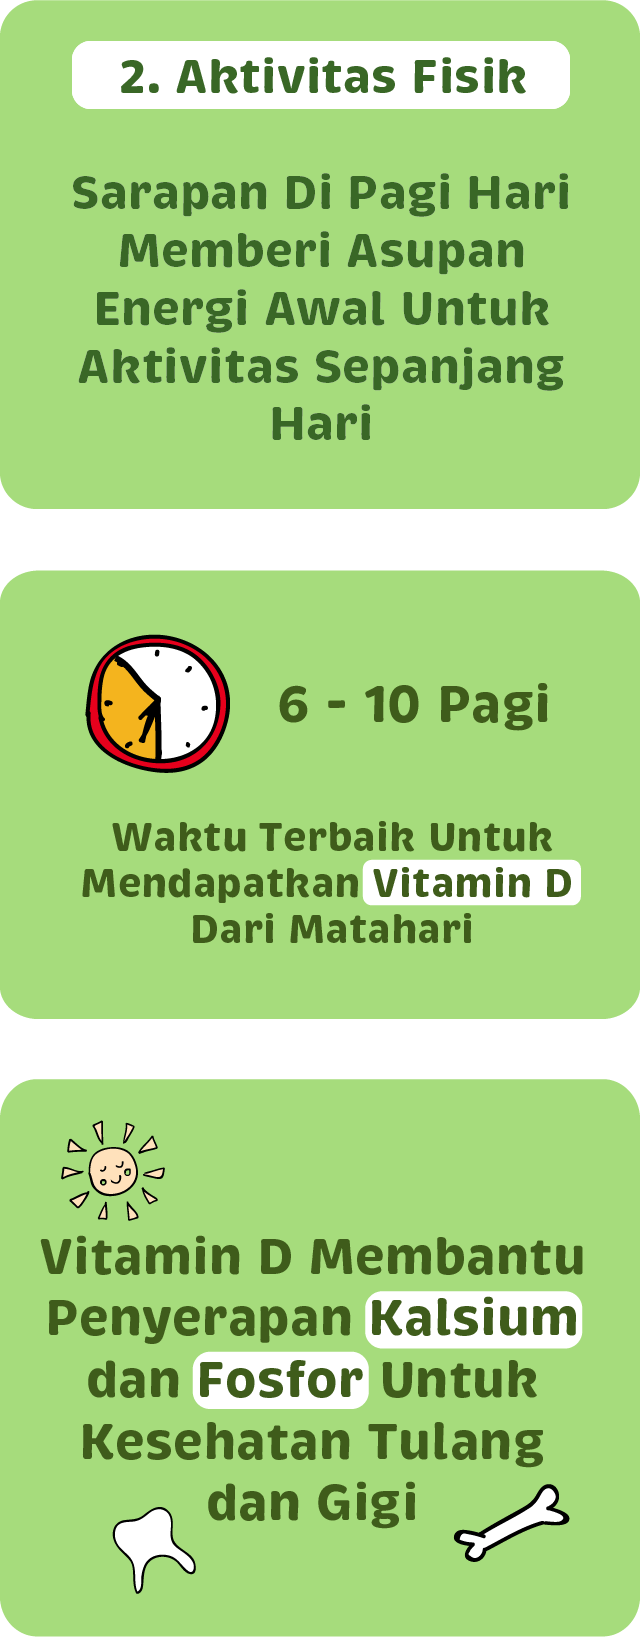 2. Aktivitas Fisik
Sarapan Di Pagi Hari
Memberi Asupan
Energi Awal Untuk
Aktivitas Sepanjang
Hari
6 - 10 Pagi
Waktu Terbaik Untuk
Mendapatkan Vitamin D
Dari Matahari
Vitamin D Membantu
Penyerapan Kalsium
dan Fosfor Untuk
Kesehatan Tulang
dan Gigi